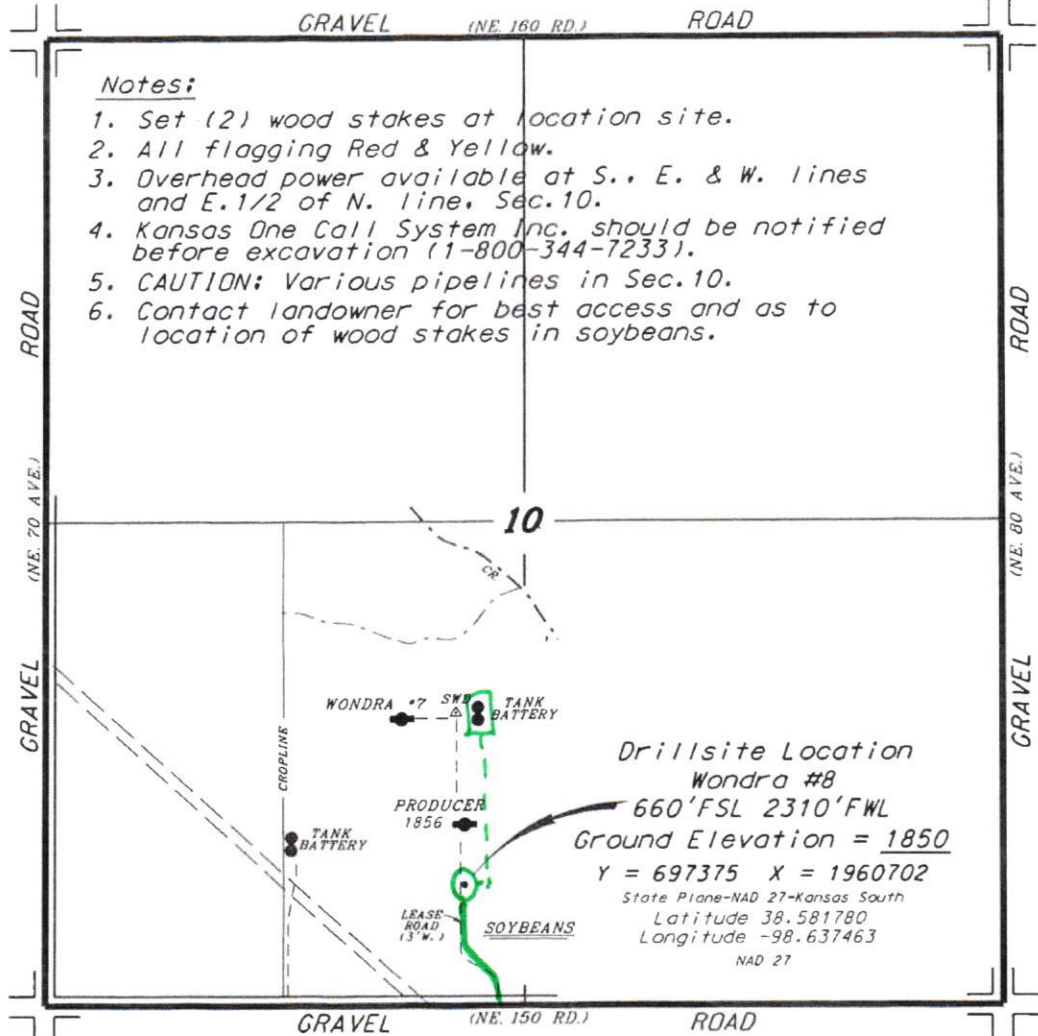 GRAVEL (NE. 160 RD.) ROAD
Notes:
1. Set (2) wood stakes at location site.
2. All flagging Red & Yellow.
3. Overhead power available at S., E. & W. lines
and E.1/2 of N. line, Sec.10.
4. Kansas One Call System Inc. should be notified
before excavation (1-800-344-7233).
5. CAUTION: Various pipelines in Sec.10.
6. Contact landowner for best access and as to
location of wood stakes in soybeans.
ROAD
(NE. 70 AVE.)
GRAVEL
ROAD
(NE. 80 AVE.)
GRAVEL
10
CR.
WONDRA #7
SWD
TANK
BATTERY
CROPLINE
PRODUCER
1856
TANK
BATTERY
Drillsite Location
Wondra #8
660'FSL 2310'FWL
Ground Elevation = 1850
Y = 697375 X = 1960702
State Plane-NAD 27-Kansas South
Latitude 38.581780
Longitude -98.637463
NAD 27
LEASE
ROAD
(3'W.)
SOYBEANS
GRAVEL (NE. 150 RD.) ROAD